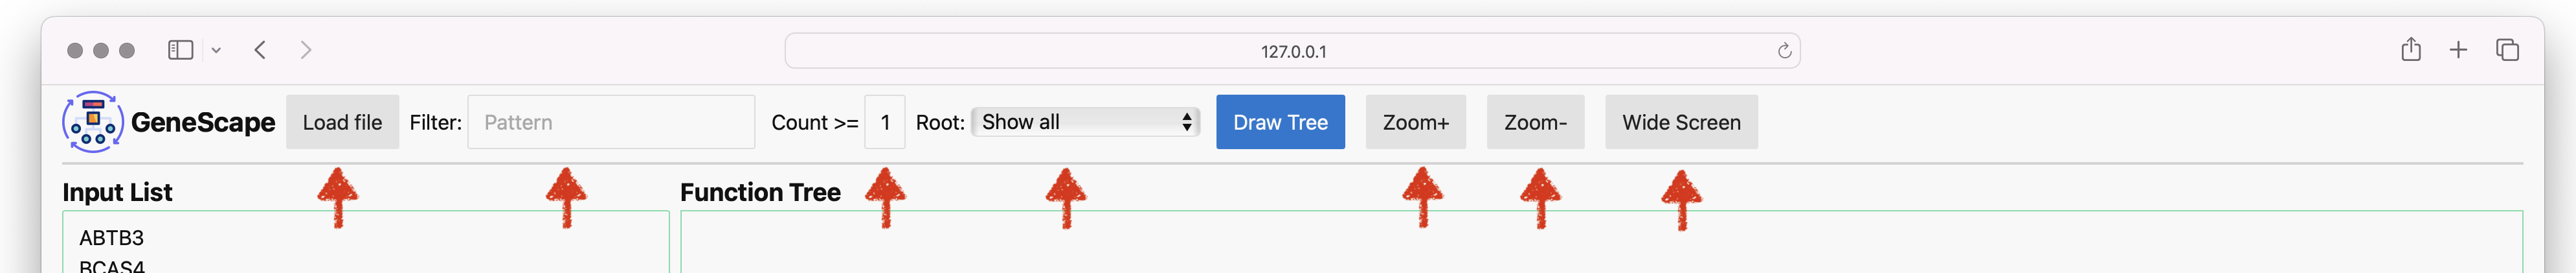 127.0.0.1
GeneScape Load file Filter: Pattern Count >= 1 Root: Show all Draw Tree Zoom+ Zoom- Wide Screen
Input List Function Tree
ABTB3
BCAS4